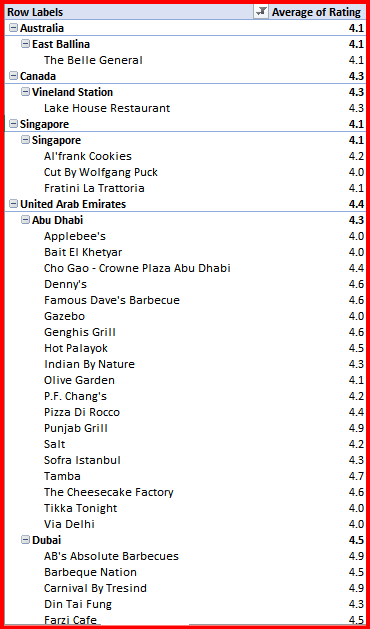 Row Labels Average of Rating
Australia 4.1
East Ballina 4.1
The Belle General 4.1
Canada 4.3
Vineland Station 4.3
Lake House Restaurant 4.3
Singapore 4.1
Singapore 4.1
Al'frank Cookies 4.2
Cut By Wolfgang Puck 4.0
Fratini La Trattoria 4.1
United Arab Emirates 4.4
Abu Dhabi 4.3
Applebee's 4.0
Bait El Khetyar 4.0
Cho Gao - Crowne Plaza Abu Dhabi 4.4
Denny's 4.6
Famous Dave's Barbecue 4.6
Gazebo 4.0
Genghis Grill 4.6
Hot Palayok 4.5
Indian By Nature 4.3
Olive Garden 4.1
P.F. Chang's 4.2
Pizza Di Rocco 4.4
Punjab Grill 4.9
Salt 4.2
Sofra Istanbul 4.3
Tamba 4.7
The Cheesecake Factory 4.6
Tikka Tonight 4.0
Via Delhi 4.0
Dubai 4.5
AB's Absolute Barbecues 4.9
Barbeque Nation 4.5
Carnival By Tresind 4.9
Din Tai Fung 4.3
Farzi Cafe 4.5